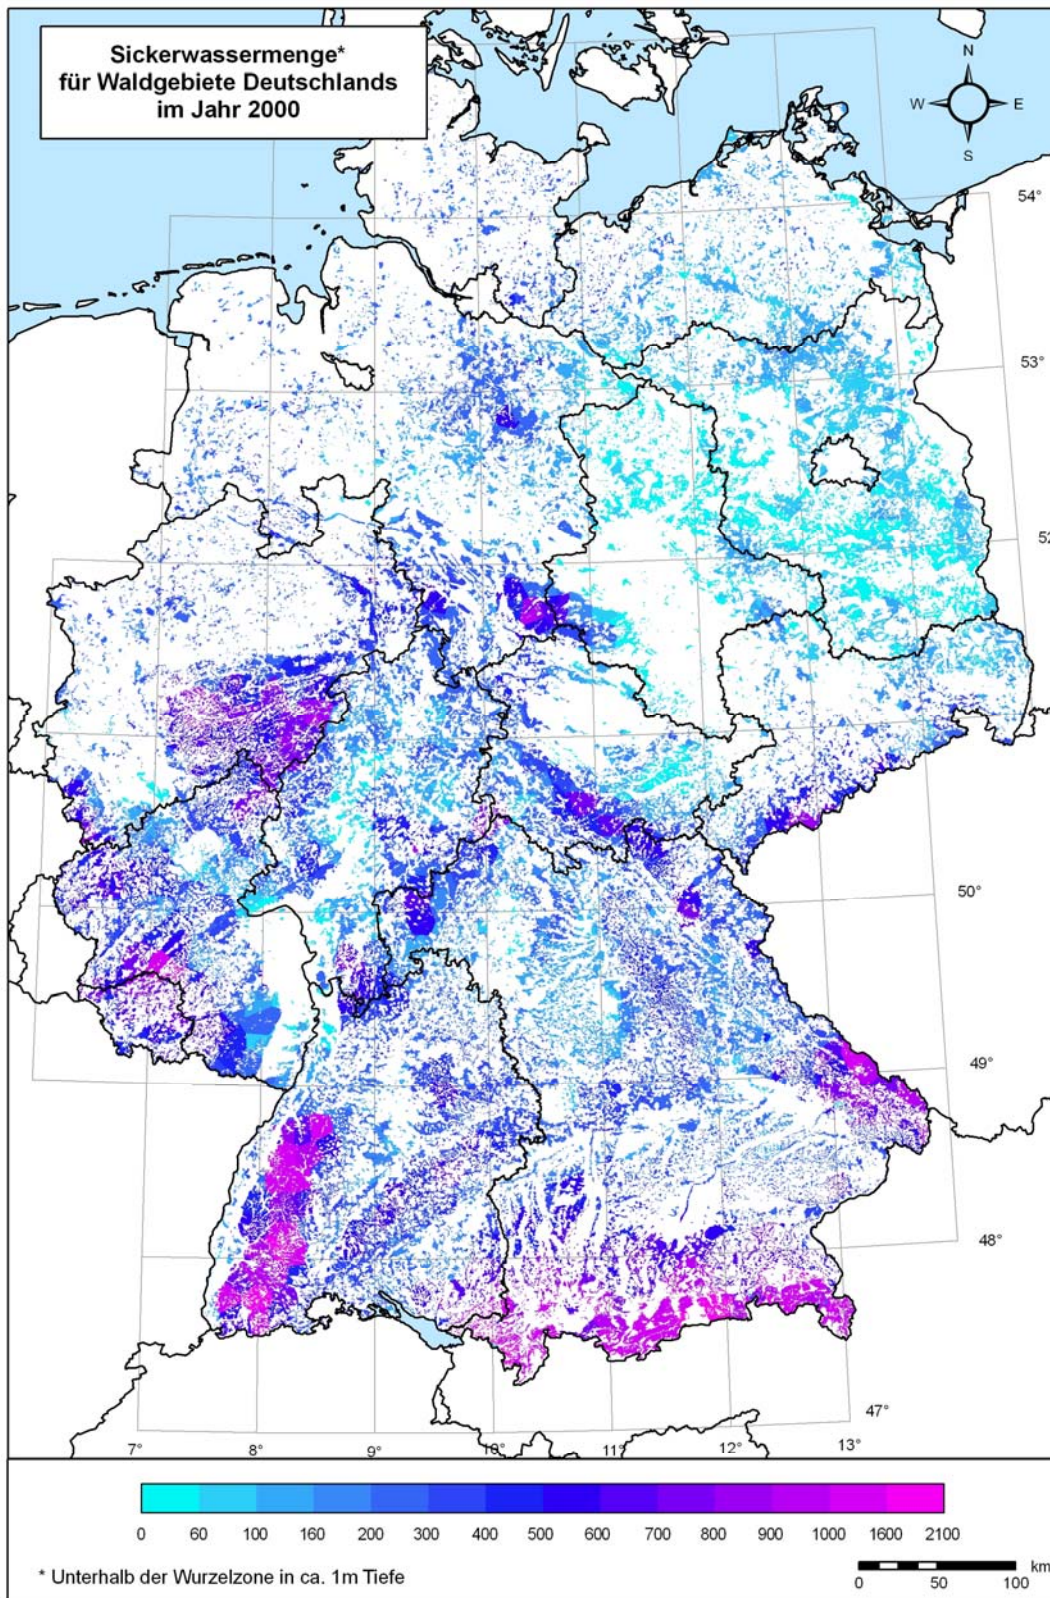 Sickerwassermenge*
für Waldgebiete Deutschlands
im Jahr 2000
N
W E
S
54°
53°
52
50°
49°
48°
47°
7° 8° 9° 10° 11° 12° 13°
0 60 100 160 200 300 400 500 600 700 800 900 1000 1600 2100
* Unterhalb der Wurzelzone in ca. 1m Tiefe
km
0 50 100